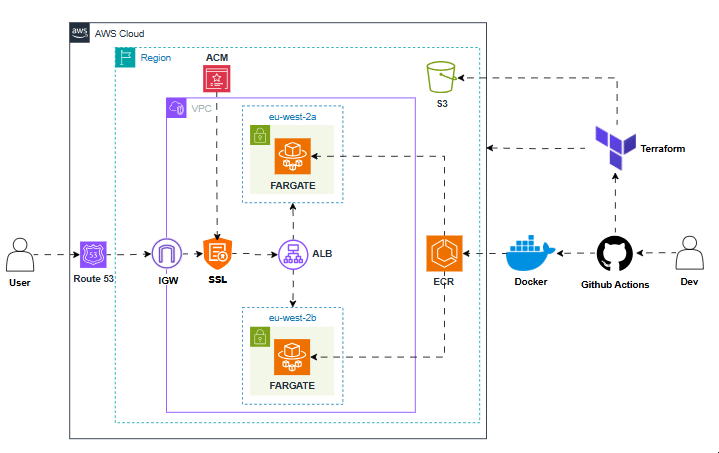 aws
AWS Cloud
Region
ACM
S3
VPC
eu-west-2a
FARGATE
Terraform
User
53
Route 53
IGW
SSL
ALB
ECR
Docker
Github Actions
Dev
eu-west-2b
FARGATE